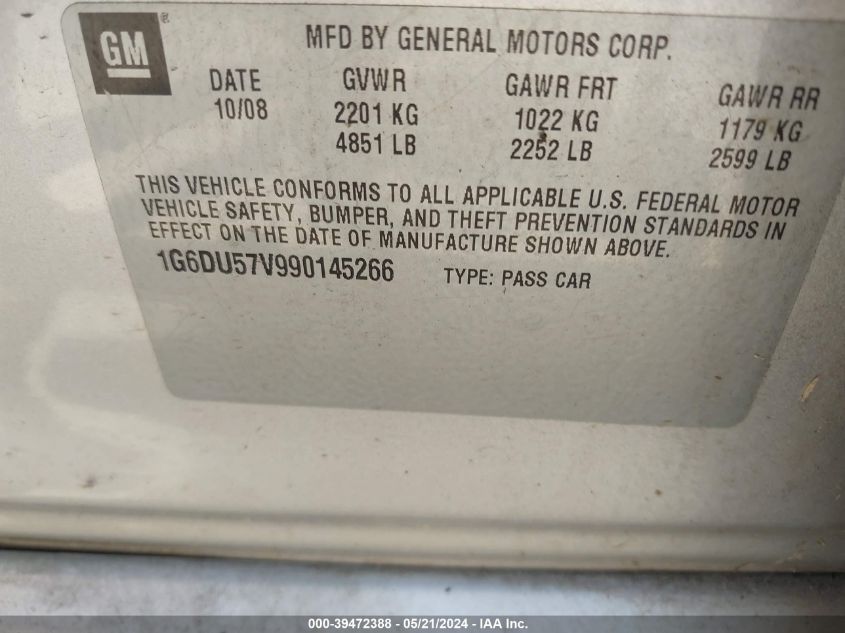 GM ®
MFD BY GENERAL MOTORS CORP.
DATE GVWR GAWR FRT GAWR RR
10/08 2201 KG 1022 KG 1179 KG
4851 LB 2252 LB 2599 LB
THIS VEHICLE CONFORMS TO ALL APPLICABLE U.S. FEDERAL MOTOR
VEHICLE SAFETY, BUMPER, AND THEFT PREVENTION STANDARDS IN
EFFECT ON THE DATE OF MANUFACTURE SHOWN ABOVE.
1G6DU57V990145266 TYPE: PASS CAR
000-39472388 - 05/21/2024 - IAA Inc.